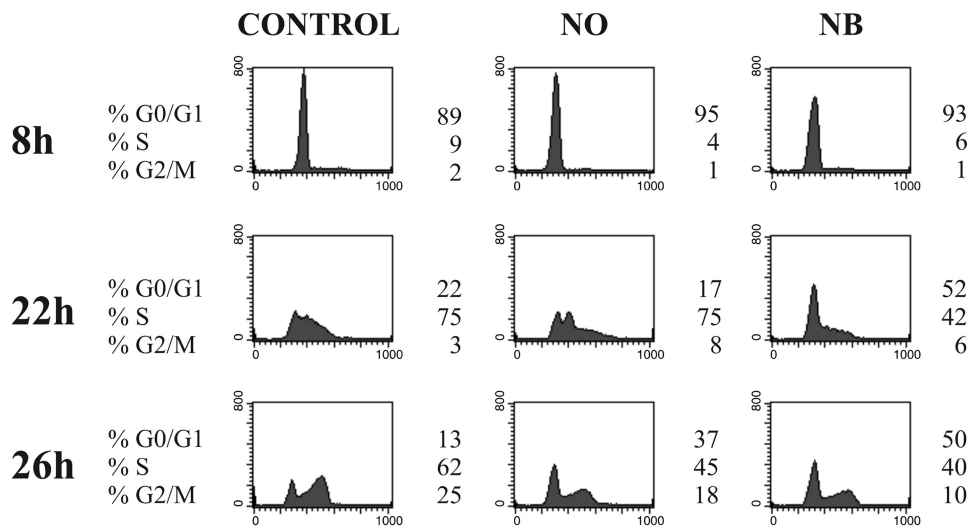 CONTROL NO NB
800
0
0 1000
800
0
0 1000
800
0
0 1000
8h
% G0/G1 89 95 93
% S 9 4 6
% G2/M 2 1 1
800
0
0 1000
800
0
0 1000
800
0
0 1000
22h
% G0/G1 22 17 52
% S 75 75 42
% G2/M 3 8 6
800
0
0 1000
800
0
0 1000
800
0
0 1000
26h
% G0/G1 13 37 50
% S 62 45 40
% G2/M 25 18 10